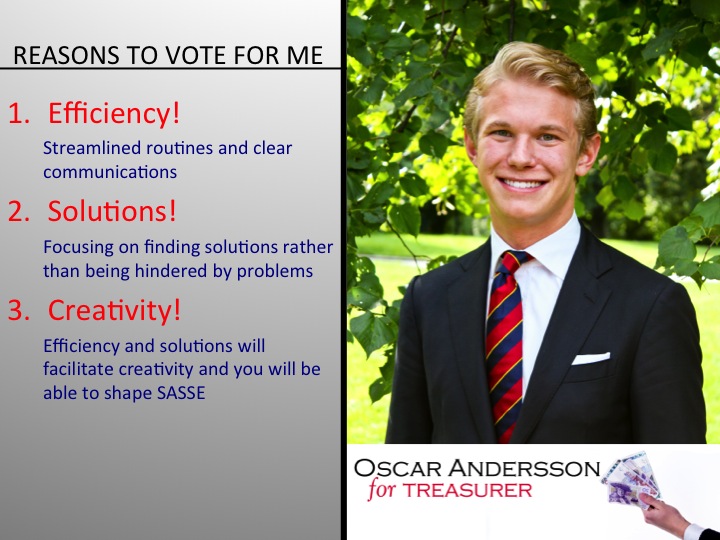 REASONS TO VOTE FOR ME
1. Efficiency!
Streamlined routines and clear
communications
2. Solutions!
Focusing on finding solutions rather
than being hindered by problems
3. Creativity!
Efficiency and solutions will
facilitate creativity and you will be
able to shape SASSE
OSCAR ANDERSSON
for TREASURER